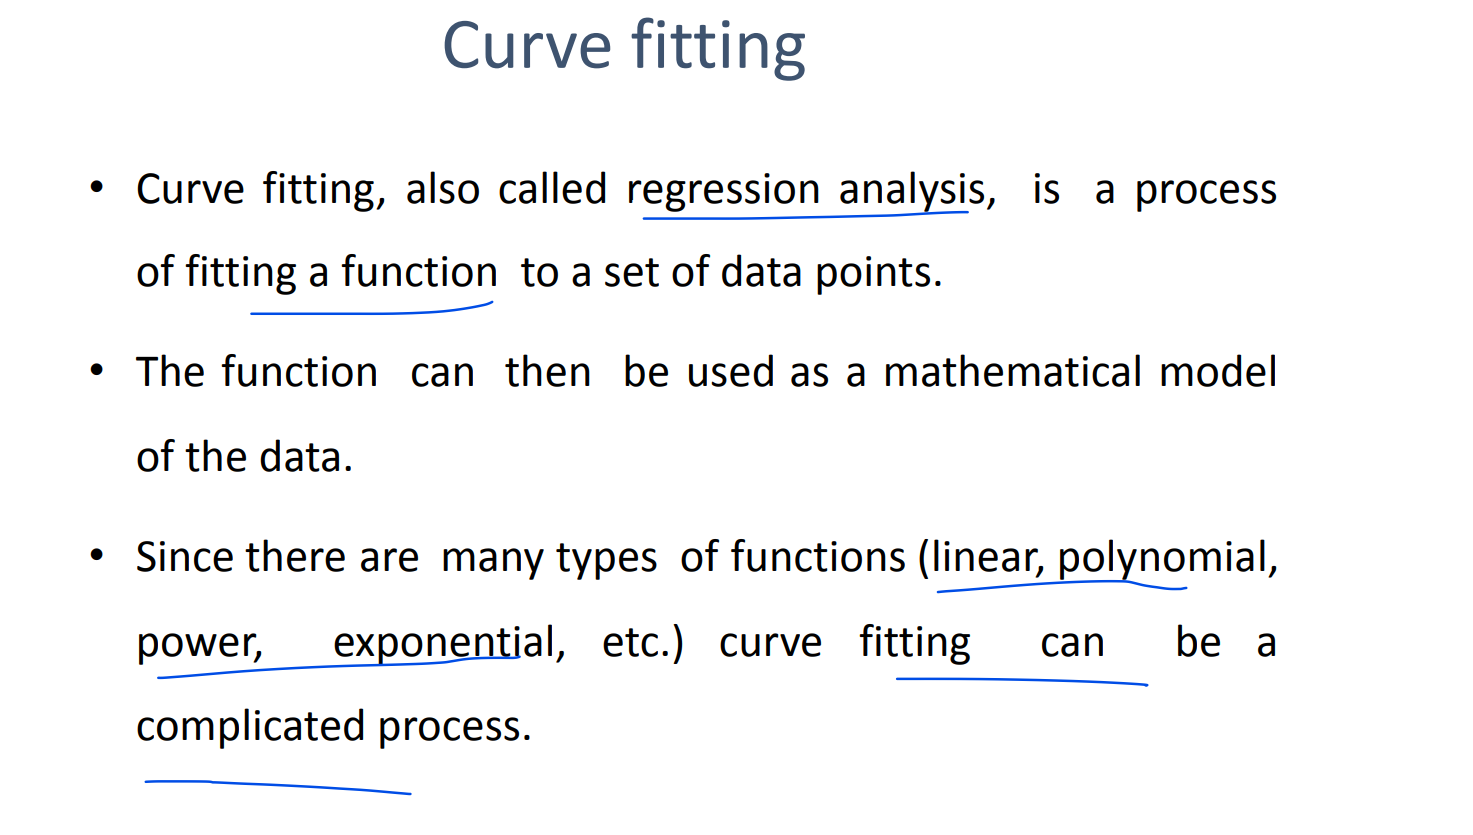 Curve fitting
• Curve fitting, also called regression analysis, is a process
of fitting a function to a set of data points.
• The function can then be used as a mathematical model
of the data.
• Since there are many types of functions (linear, polynomial,
power, exponential, etc.) curve fitting can be a
complicated process.